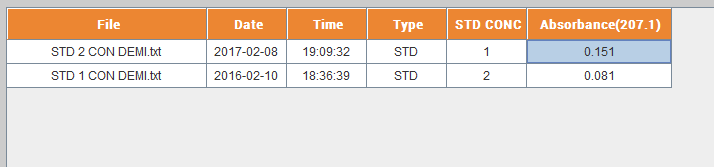 File Date Time Type STD CONC Absorbance(207.1)
STD 2 CON DEMI.txt 2017-02-08 19:09:32 STD 1 0.151
STD 1 CON DEMI.txt 2016-02-10 18:36:39 STD 2 0.081